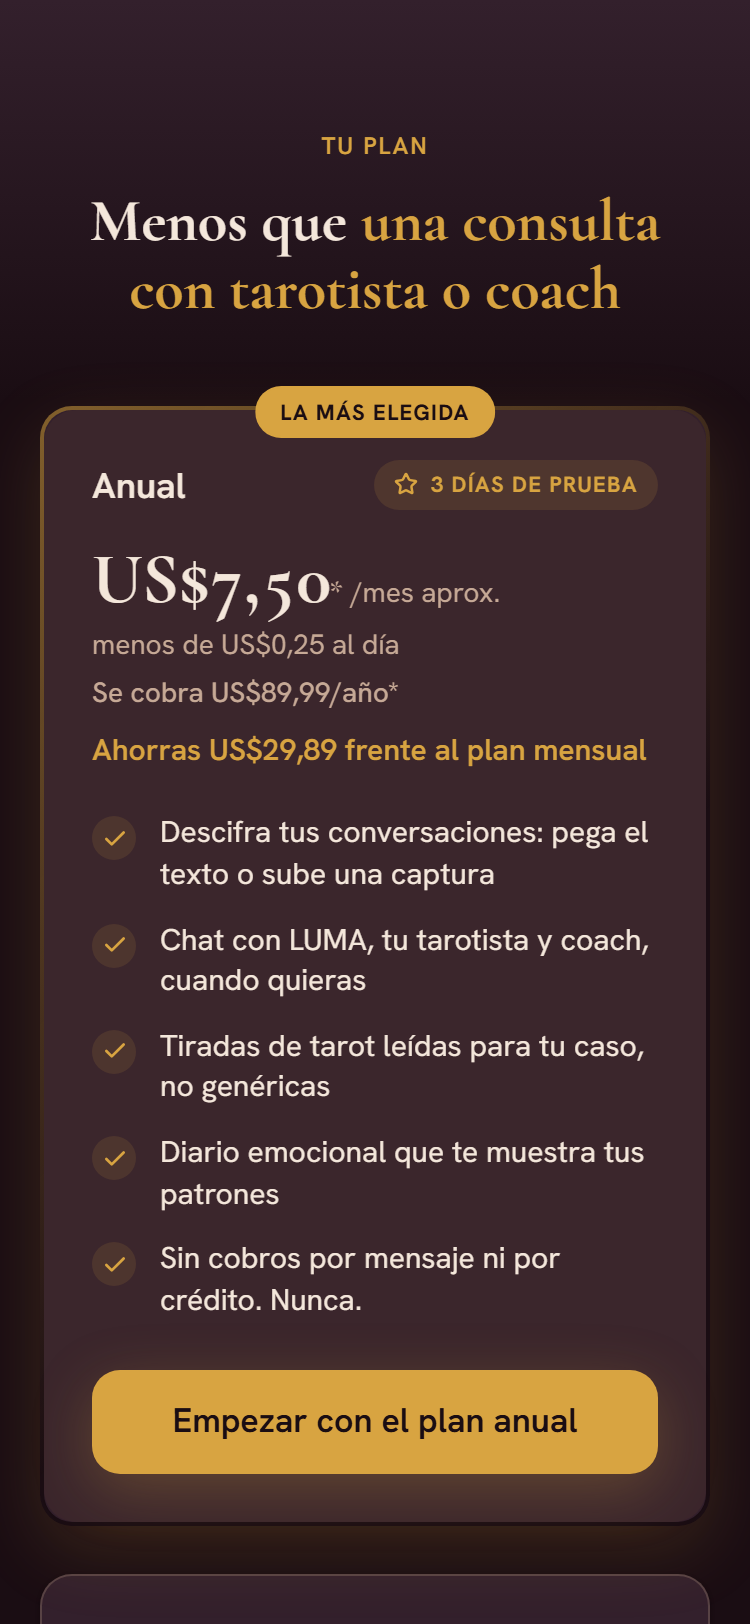 TU PLAN
Menos que una consulta
con tarotista o coach
LA MÁS ELEGIDA
Anual
3 DÍAS DE PRUEBA
US$7,50* /mes aprox.
menos de US$0,25 al día
Se cobra US$89,99/año*
Ahorras US$29,89 frente al plan mensual
Descifra tus conversaciones: pega el
texto o sube una captura
Chat con LUMA, tu tarotista y coach,
cuando quieras
Tiradas de tarot leídas para tu caso,
no genéricas
Diario emocional que te muestra tus
patrones
Sin cobros por mensaje ni por
crédito. Nunca.
Empezar con el plan anual